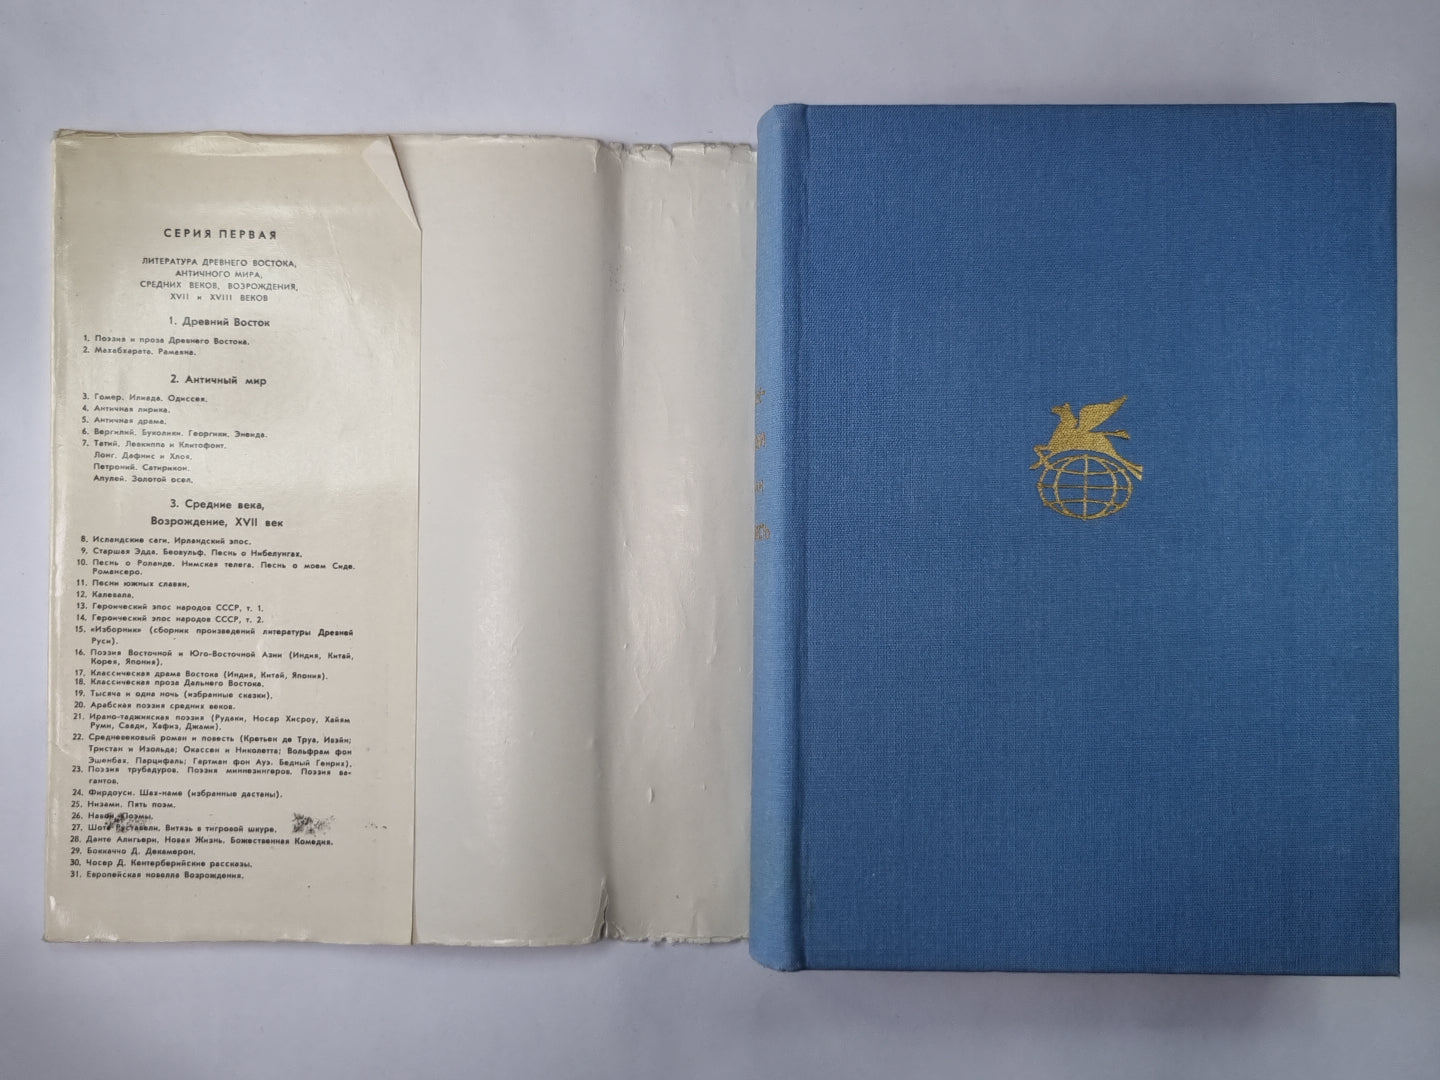 СЕРИЯ ПЕРВАЯ
ЛИТЕРАТУРА ДРЕВНЕГО ВОСТОКА,
АНТИЧНОГО МИРА,
СРЕДНИХ ВЕКОВ, ВОЗРОЖДЕНИЯ,
XVII и XVIII ВЕКОВ
1. Древний Восток
1. Поэзия и проза Древнего Востока.
2. Махабхарата. Рамаяна.
2. Античный мир
3. Гомер. Илиада. Одиссея.
4. Античная лирика.
5. Античная драма.
6. Вергилий. Буколики. Георгики. Энеида.
7. Татий. Левкиппа и Клитофонт.
Лонг. Дафнис и Хлоя.
Петроний. Сатирикон.
Апулей. Золотой осел.
3. Средние века,
Возрождение, XVII век
8. Исландские саги. Ирландский эпос.
9. Старшая Эдда. Беовульф. Песнь о Нибелунгах.
10. Песнь о Роланде. Нимская телега. Песнь о моем Сиде.
Романсеро.
11. Песни южных славян.
12. Калевала.
13. Героический эпос народов СССР, т. 1.
14. Героический эпос народов СССР, т. 2.
15. «Изборник» (сборник произведений литературы Древней
Руси).
16. Поэзия Восточной и Юго-Восточной Азии (Индия, Китай,
Корея, Япония).
17. Классическая драма Востока (Индия, Китай, Япония).
18. Классическая проза Дальнего Востока.
19. Тысяча и одна ночь (избранные сказки).
20. Арабская поэзия средних веков.
21. Ирано-таджикская поэзия (Рудаки, Носир Хисроу, Хайям
Руми, Саади, Хафиз, Джами).
22. Средневековый роман и повесть (Кретьен де Труа. Ивэйн;
Тристан и Изольда; Окассен и Николетта; Вольфрам фон
Эшенбах. Парцифаль; Гартман фон Ауэ. Бедный Генрих).
23. Поэзия трубадуров. Поэзия миннезингеров. Поэзия ва-
гантов.
24. Фирдоуси. Шах-наме (избранные дастаны).
25. Низами. Пять поэм.
26. Навои. Поэмы.
27. Шота Руставели. Витязь в тигровой шкуре.
28. Данте Алигьери. Новая Жизнь. Божественная Комедия.
29. Боккаччо Д. Декамерон.
30. Чосер Д. Кентерберийские рассказы.
31. Европейская новелла Возрождения.